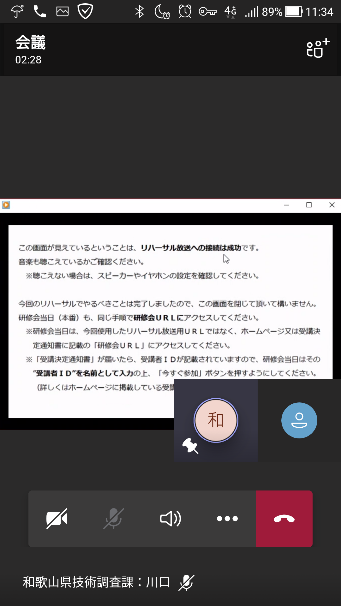 89% 11:34
会議
02:28
この画面が見えているということは、リハーサル放送への接続は成功です。
音楽も聴こえているかご確認ください。
※聴こえない場合は、スピーカーやイヤホンの設定を確認してください。
今回のリハーサルでやるべきことは完了しましたので、この画面を閉じて頂いて構いません。
研修会当日（本番）も、同じ手順で研修会ＵＲＬにアクセスしてください。
※研修会当日は、今回使用したリハーサル放送用ＵＲＬではなく、ホームページ又は受講決
定通知書に記載の「研修会ＵＲＬ」にアクセスしてください。
※「受講決定通知書」が届いたら、受講者ＩＤが記載されていますので、研修会当日はその
“受講者ＩＤ”を名前として入力の上、「今すぐ参加」ボタンを押すようにしてください。
（詳しくはホームページに掲載している受
和
和歌山県技術調査課：川口